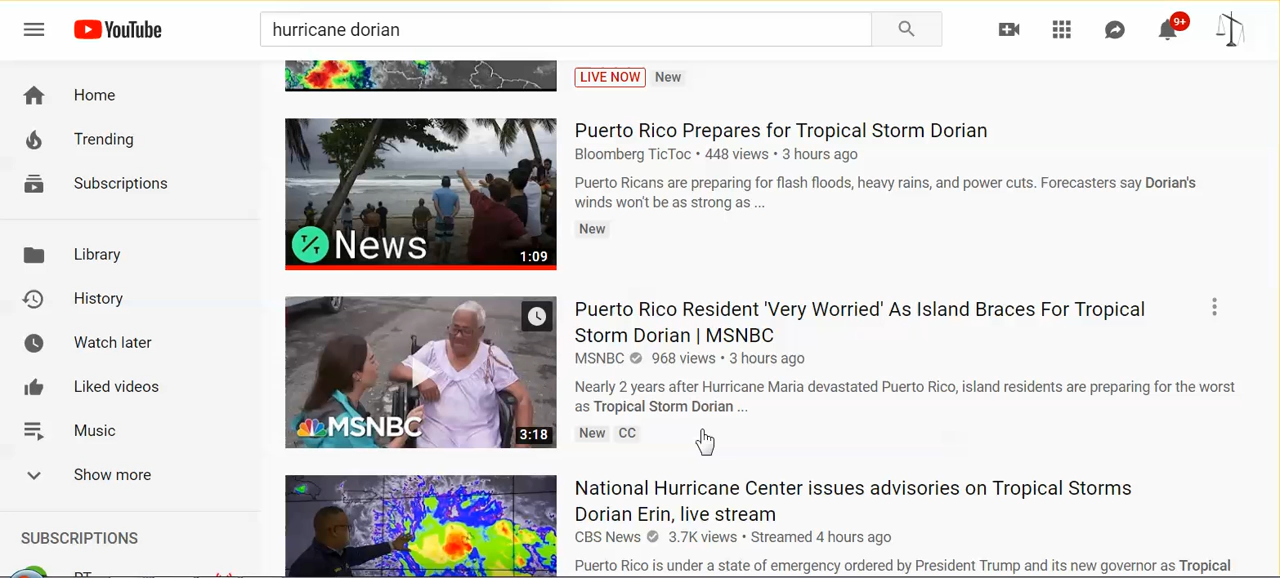 YouTube
hurricane dorian
9+
Home
Trending
Subscriptions
Library
History
Watch later
Liked videos
Music
Show more
SUBSCRIPTIONS
LIVE NOW New
News
1:09
Puerto Rico Prepares for Tropical Storm Dorian
Bloomberg TicToc • 448 views • 3 hours ago
Puerto Ricans are preparing for flash floods, heavy rains, and power cuts. Forecasters say Dorian's
winds won't be as strong as ...
New
MSNBC
3:18
Puerto Rico Resident 'Very Worried' As Island Braces For Tropical
Storm Dorian | MSNBC
MSNBC 968 views • 3 hours ago
Nearly 2 years after Hurricane Maria devastated Puerto Rico, island residents are preparing for the worst
as Tropical Storm Dorian ...
New CC
National Hurricane Center issues advisories on Tropical Storms
Dorian Erin, live stream
CBS News 3.7K views • Streamed 4 hours ago
Puerto Rico is under a state of emergency ordered by President Trump and its new governor as Tropical